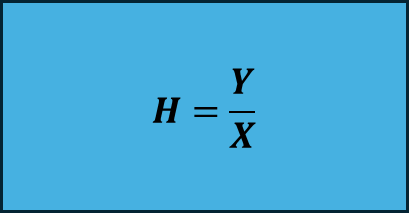 H = Y/X